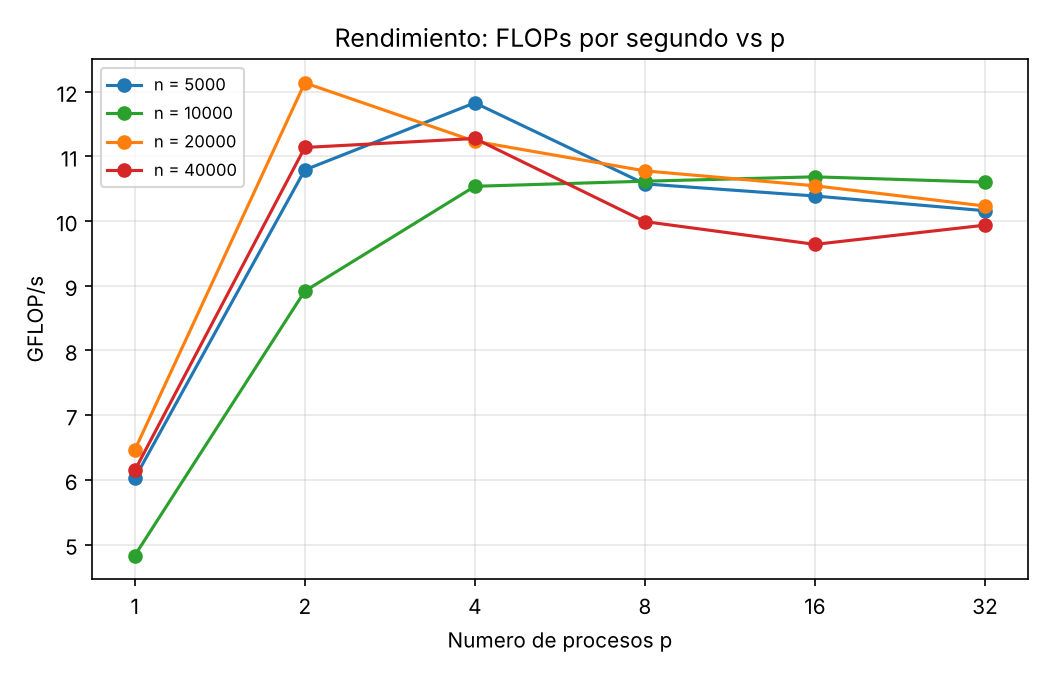 Rendimiento: FLOPs por segundo vs p
n = 5000
n = 10000
n = 20000
n = 40000
GFLOP/s
12
11
10
9
8
7
6
5
1 2 4 8 16 32
Numero de procesos p